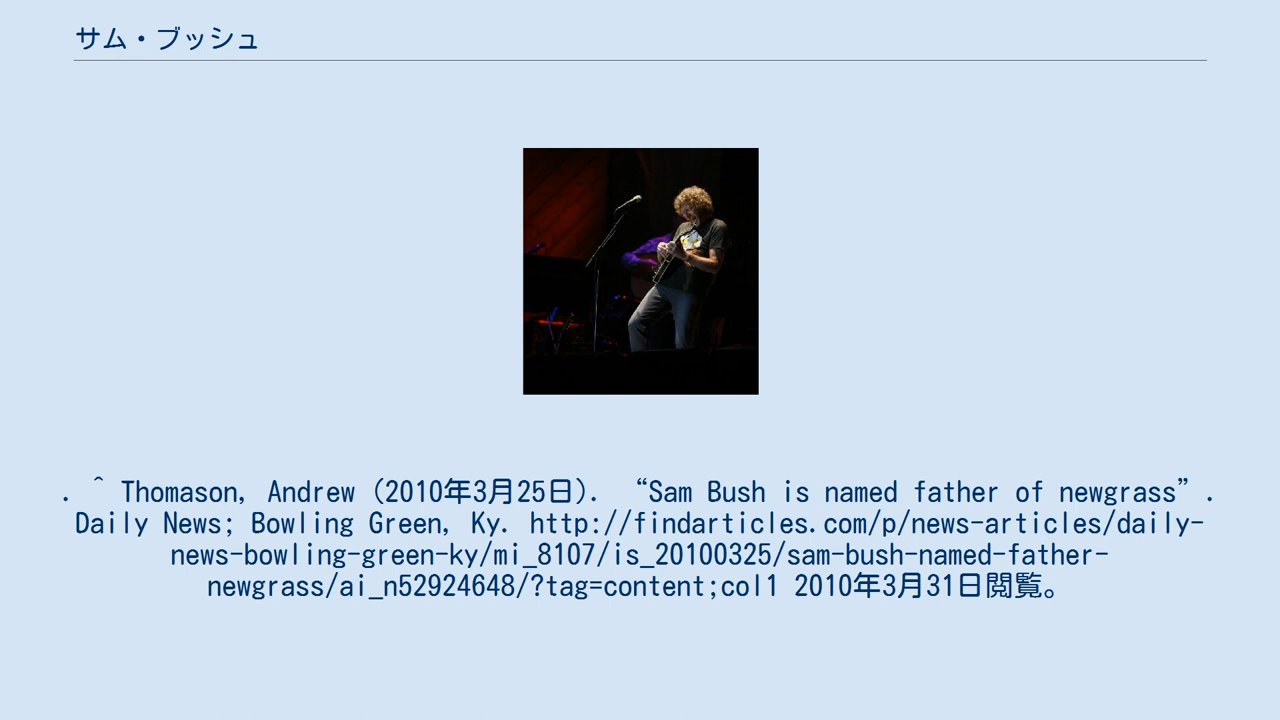 サム・ブッシュ
. ^ Thomason, Andrew (2010年3月25日). “Sam Bush is named father of newgrass”.
Daily News; Bowling Green, Ky. http://findarticles.com/p/news-articles/daily-
news-bowling-green-ky/mi_8107/is_20100325/sam-bush-named-father-
newgrass/ai_n52924648/?tag=content;col1 2010年3月31日閲覧。